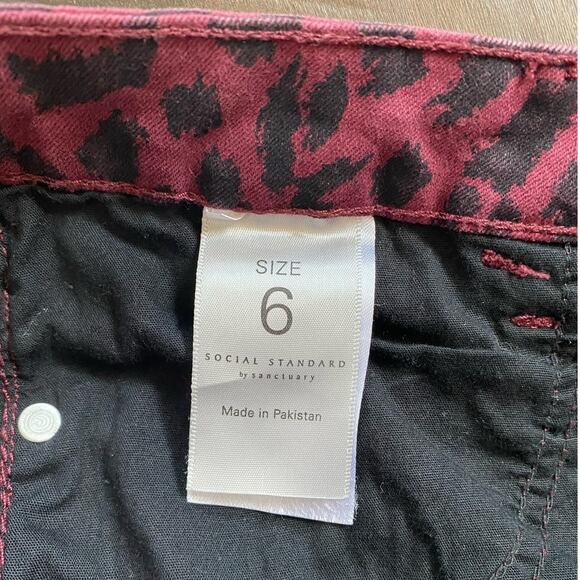 SIZE
6
SOCIAL STANDARD
by sanctuary
Made in Pakistan